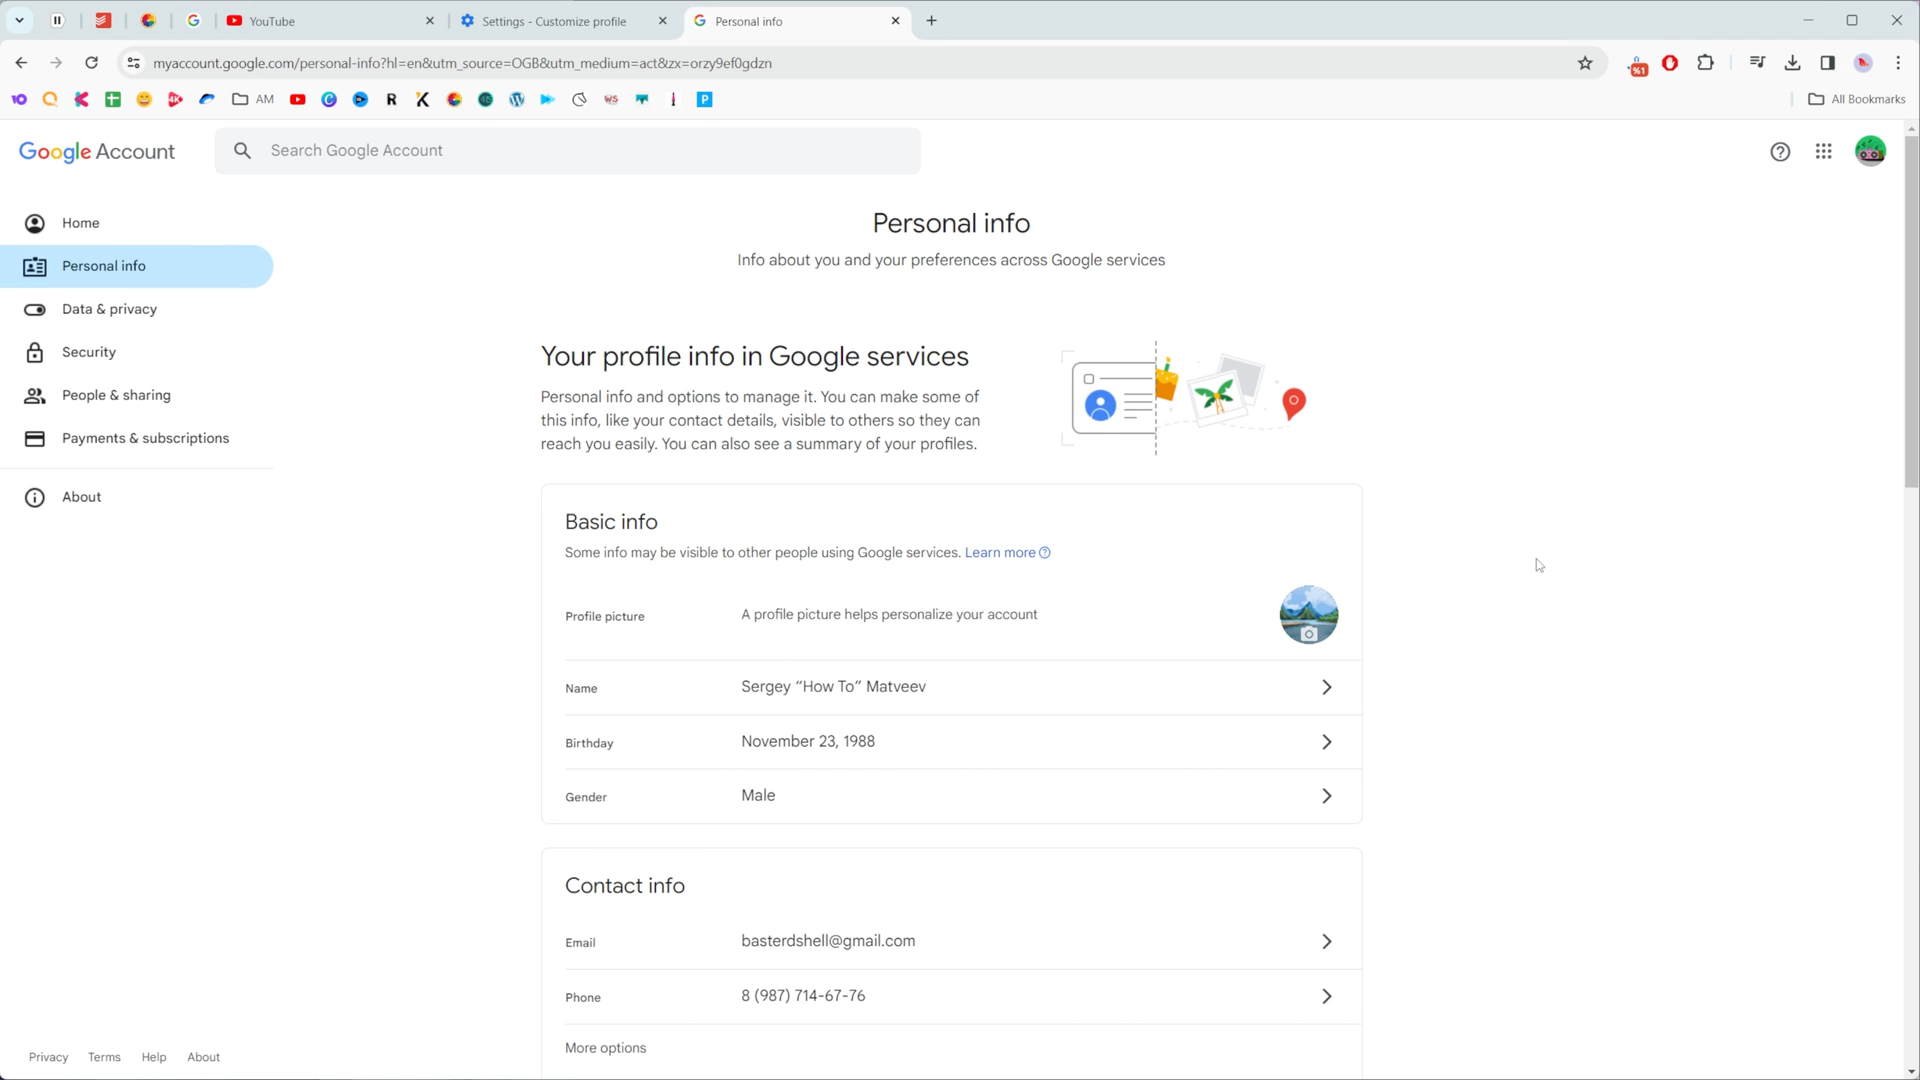 YouTube
Settings - Customize profile
Personal info
myaccount.google.com/personal-info?hl=en&utm_source=OGB&utm_medium=act&zx=orzy9ef0gdzn
%1
AM
All Bookmarks
Google Account
Search Google Account
Home
Personal info
Data & privacy
Security
People & sharing
Payments & subscriptions
About
Personal info
Info about you and your preferences across Google services
Your profile info in Google services
Personal info and options to manage it. You can make some of
this info, like your contact details, visible to others so they can
reach you easily. You can also see a summary of your profiles.
Basic info
Some info may be visible to other people using Google services. Learn more
Profile picture A profile picture helps personalize your account
Name Sergey “How To” Matveev
Birthday November 23, 1988
Gender Male
Contact info
Email basterdshell@gmail.com
Phone 8 (987) 714-67-76
More options
Privacy Terms Help About